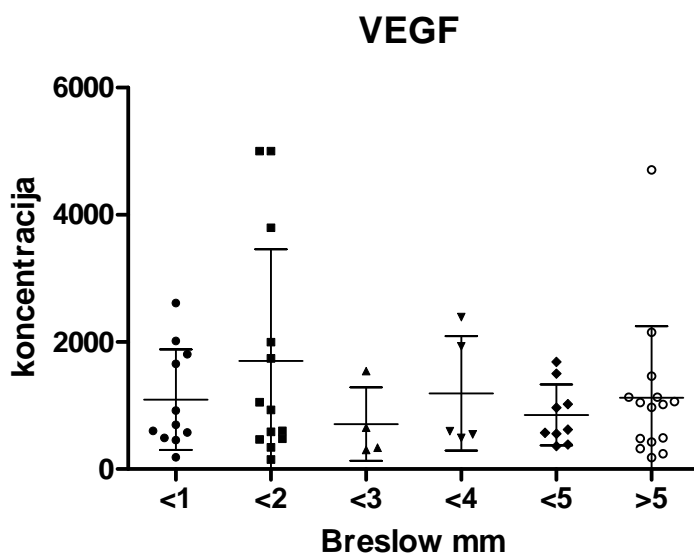 VEGF
6000
4000
2000
0
koncentracija
<1 <2 <3 <4 <5 >5
Breslow mm